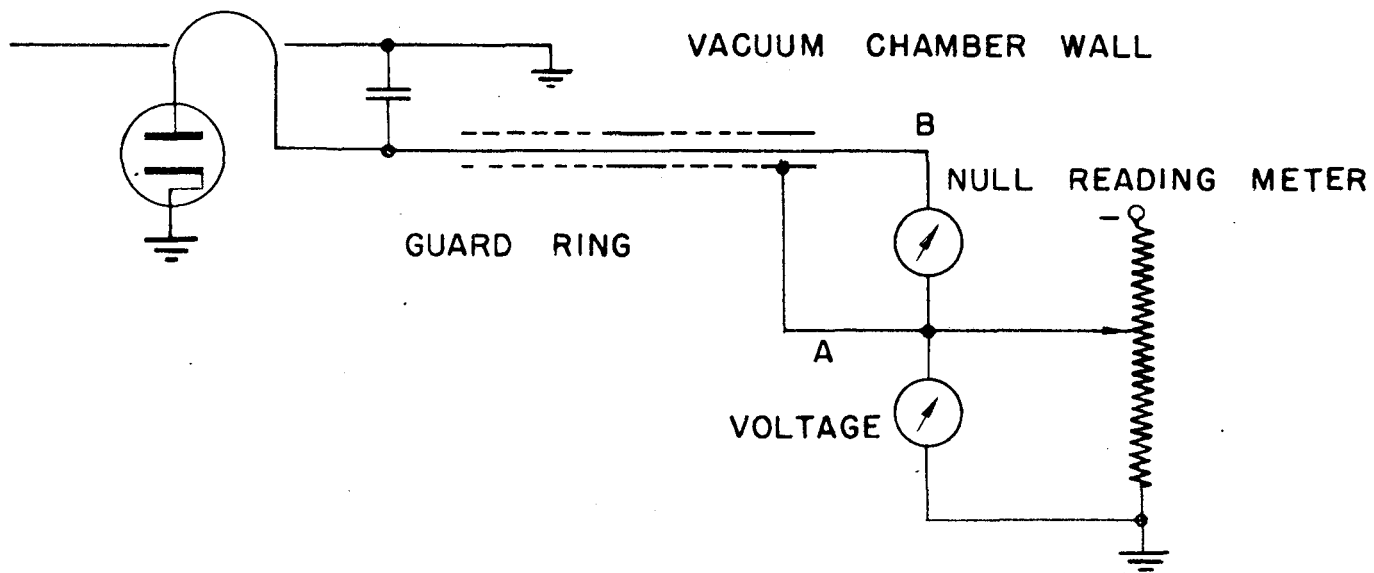 VACUUM CHAMBER WALL
B
NULL READING METER
−
GUARD RING
A
VOLTAGE